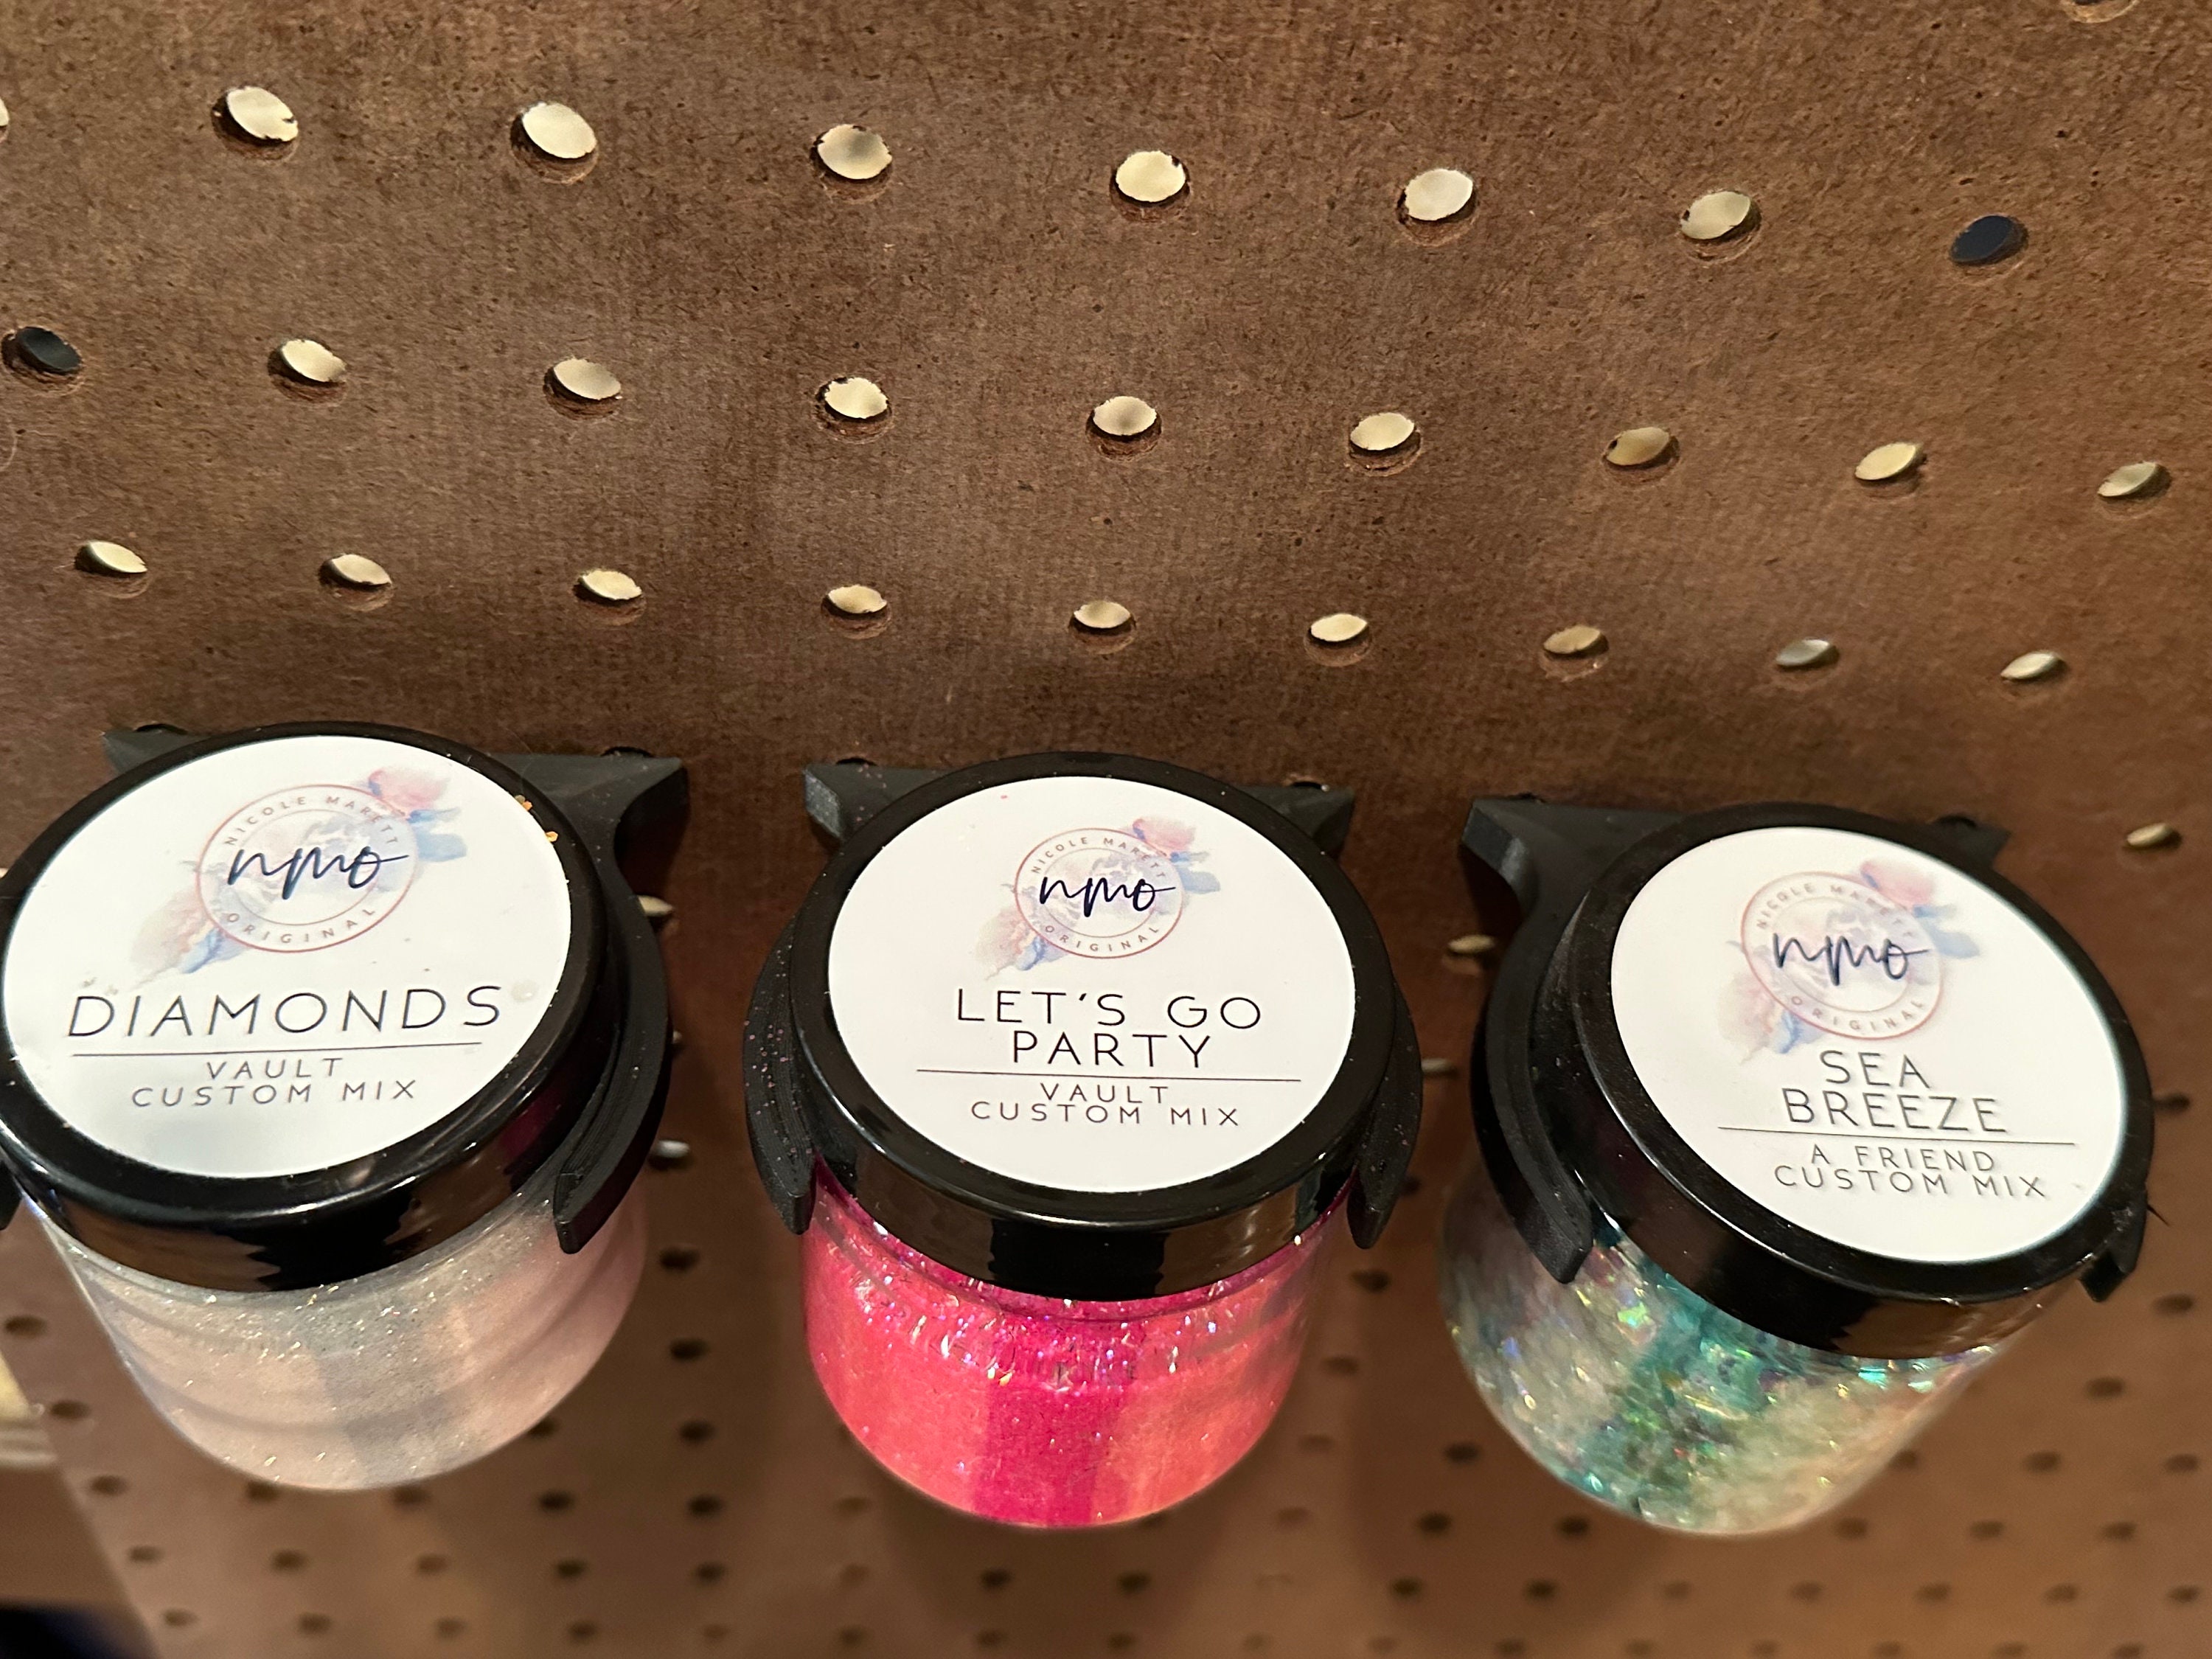 NICOLE MARETT
nmo
ORIGINAL
DIAMONDS
VAULT
CUSTOM MIX
NICOLE MARETT
nmo
ORIGINAL
LET'S GO
PARTY
VAULT
CUSTOM MIX
NICOLE MARETT
nmo
ORIGINAL
SEA
BREEZE
A FRIEND
CUSTOM MIX